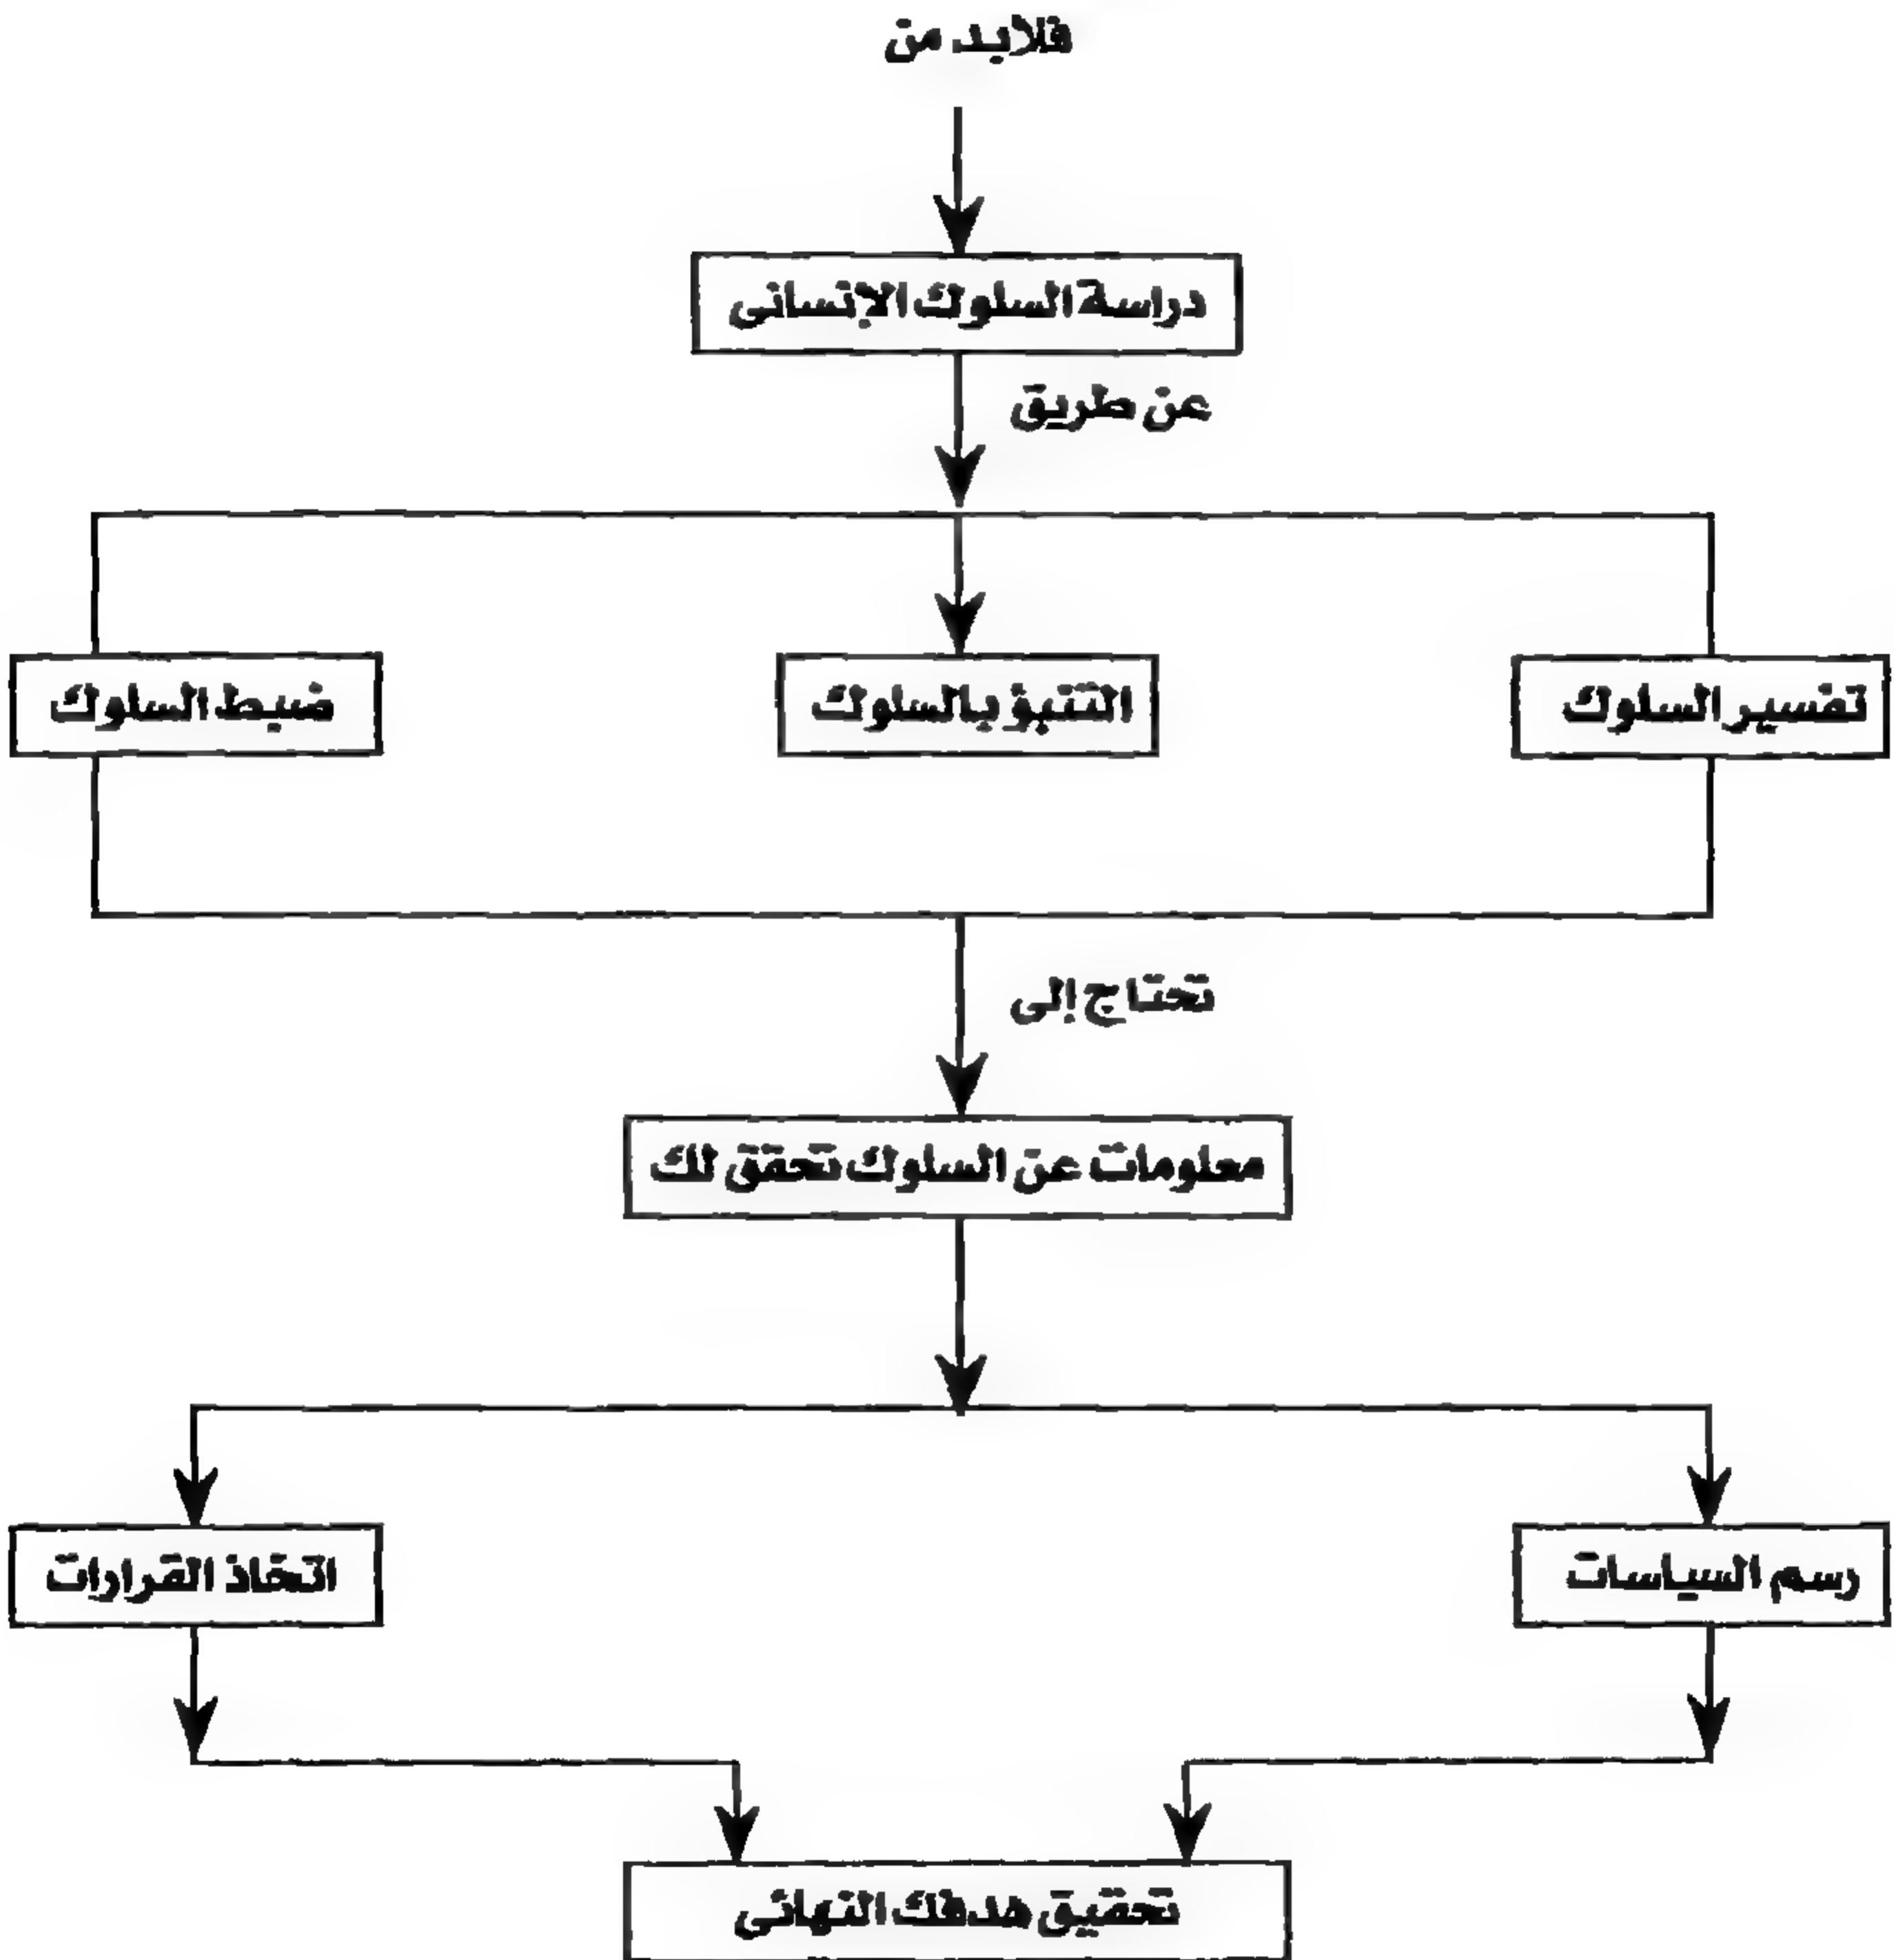 فلابد من
دراسة السلوك الإنسانى
عن طريق
تفسير السلوك
التنبؤ بالسلوك
ضبط السلوك
تحتاج إلى
معلومات عن السلوك تحقق لك
رسم السياسات
اتخاذ القرارات
تحقيق هدفك النهائى